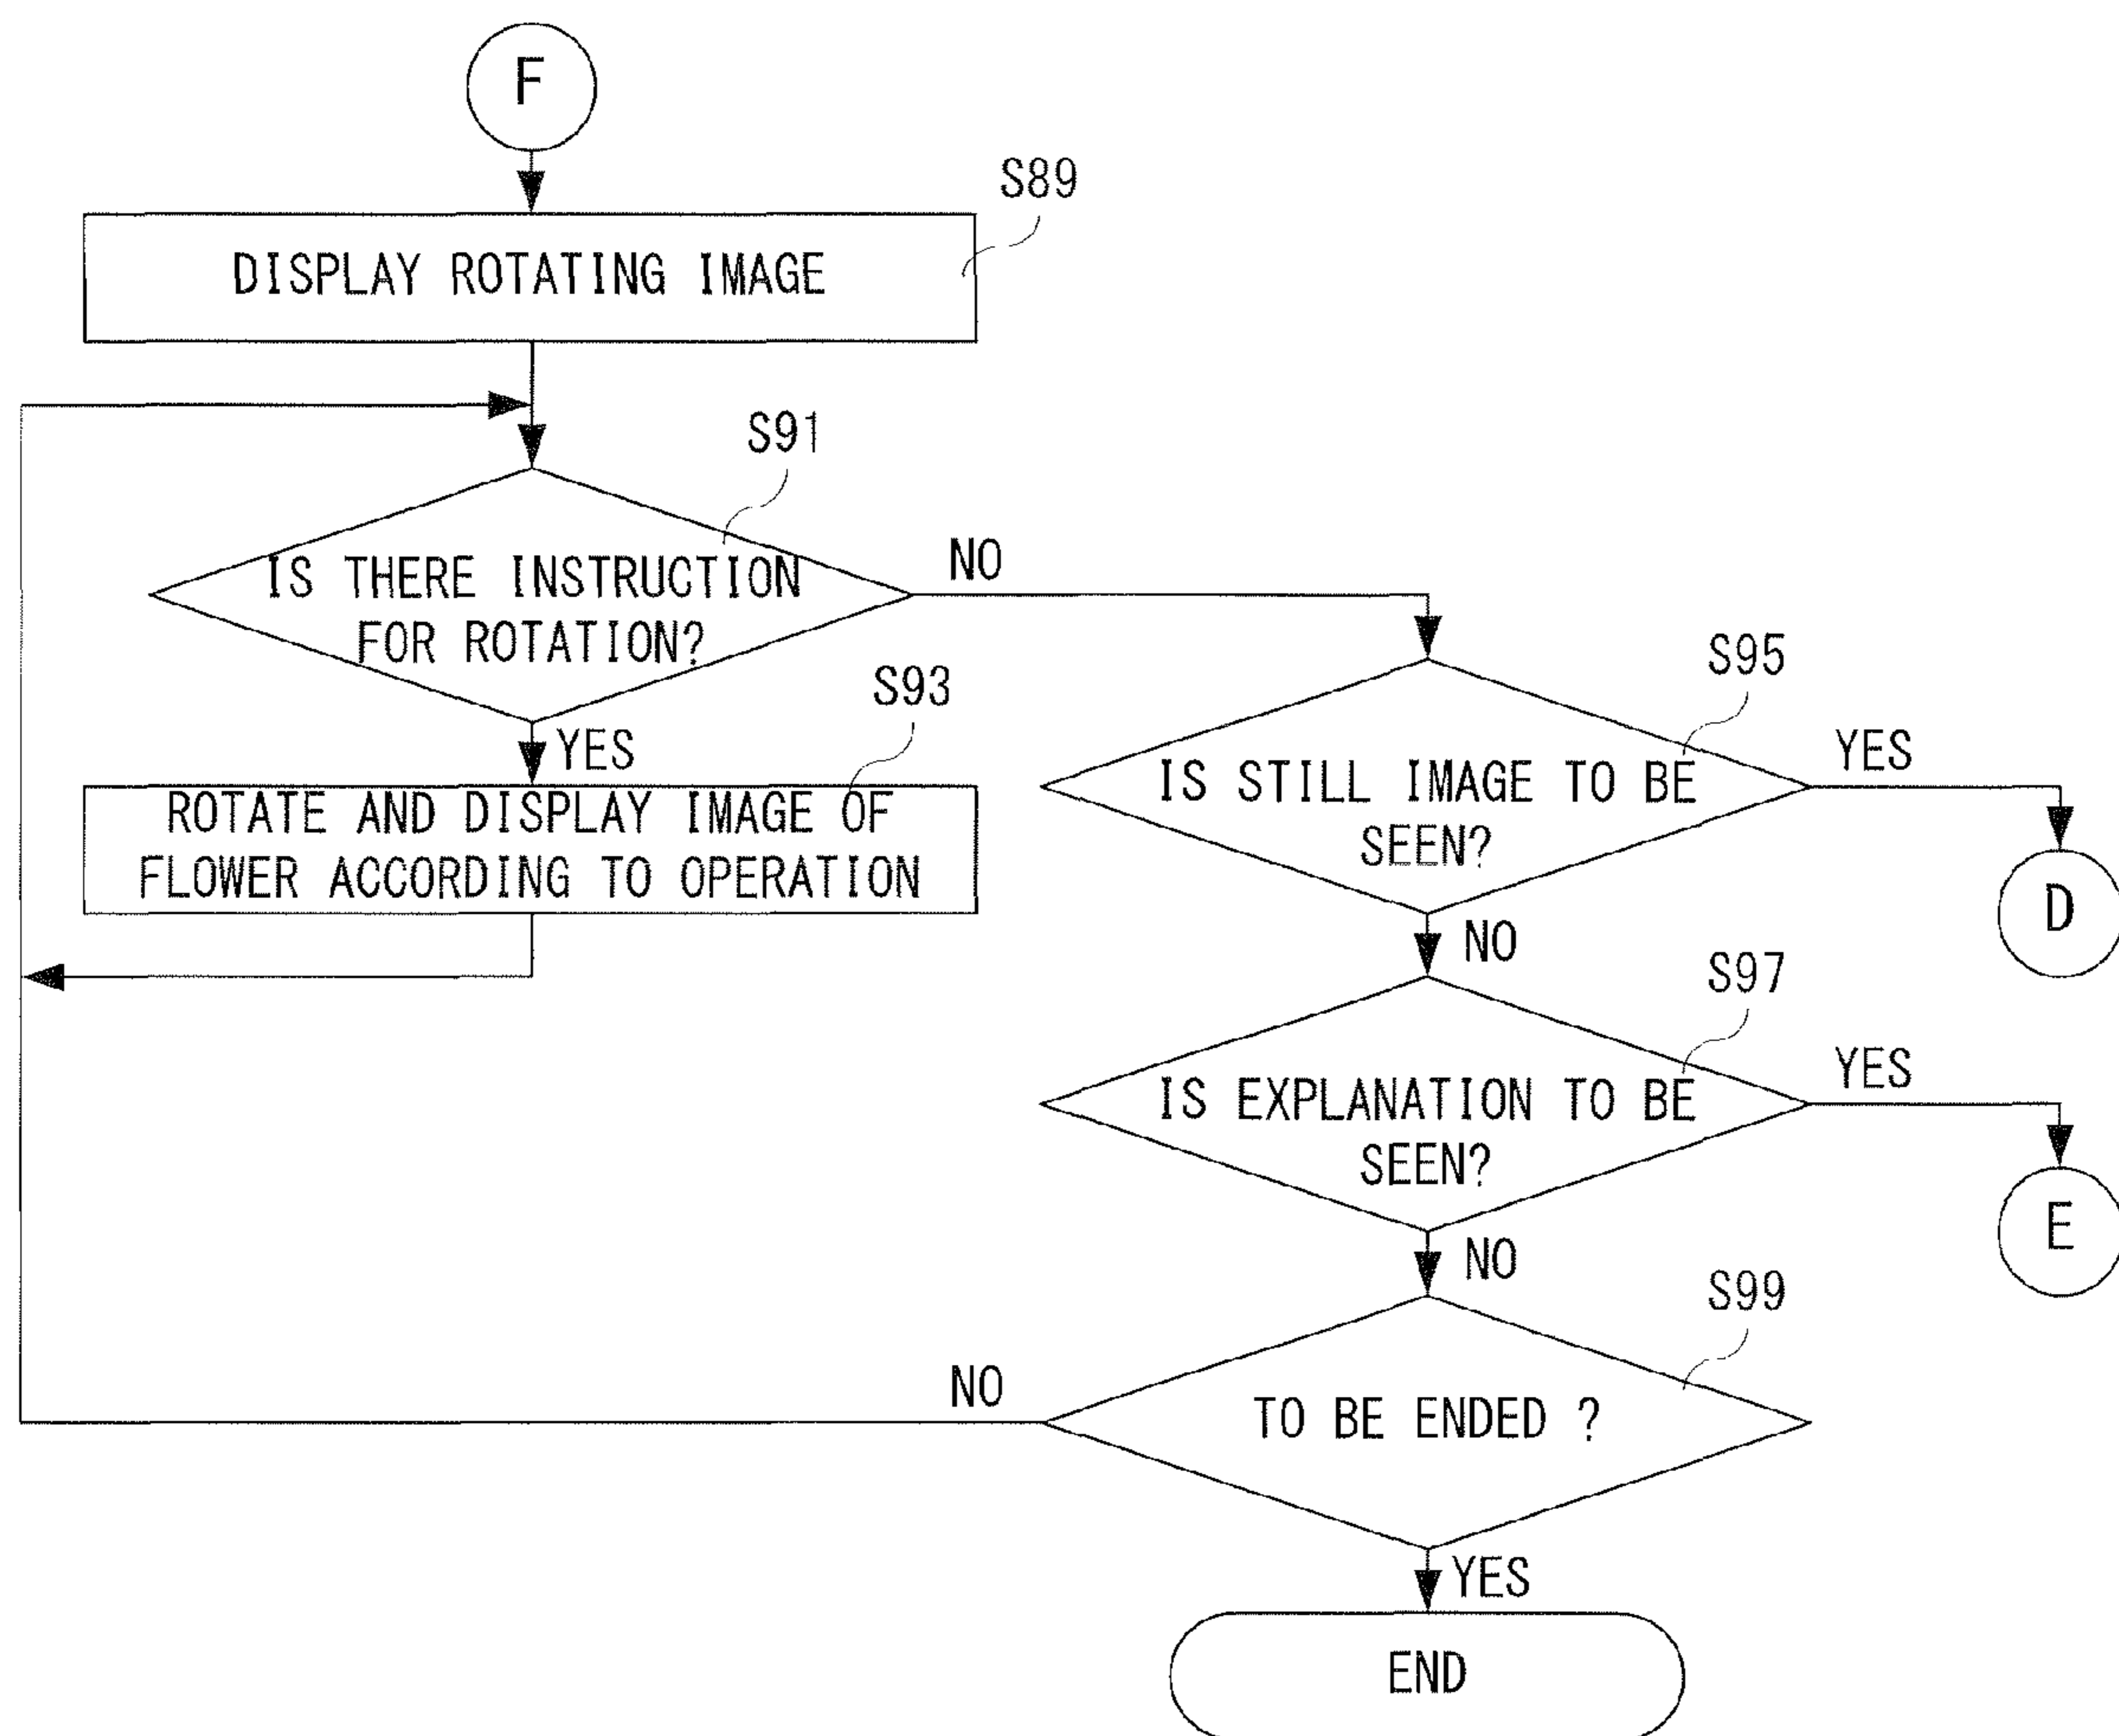 F
S89
DISPLAY ROTATING IMAGE
S91
IS THERE INSTRUCTION
FOR ROTATION?
NO
YES
S93
ROTATE AND DISPLAY IMAGE OF
FLOWER ACCORDING TO OPERATION
S95
IS STILL IMAGE TO BE
SEEN?
YES
D
NO
S97
IS EXPLANATION TO BE
SEEN?
YES
E
NO
S99
TO BE ENDED ?
NO
YES
END